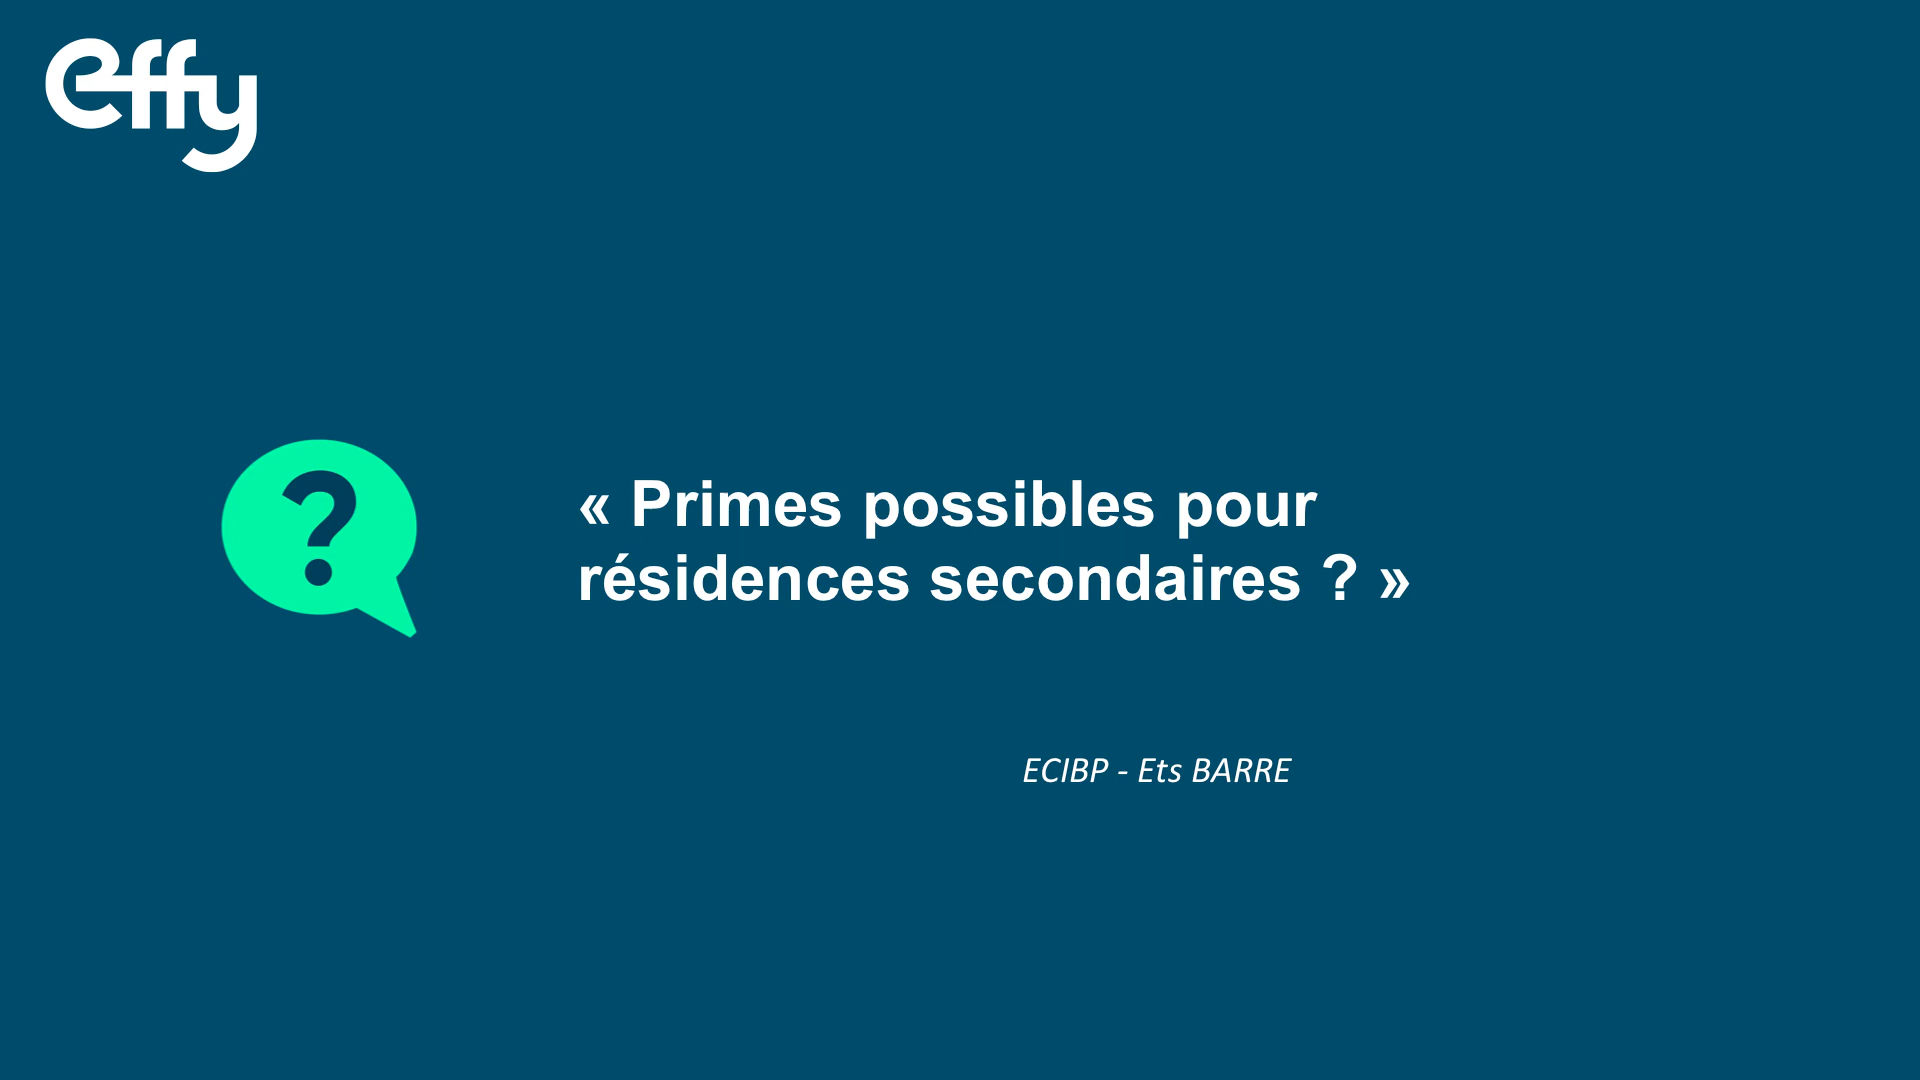 effy
?
« Primes possibles pour
résidences secondaires ? »
ECIBP - Ets BARRE